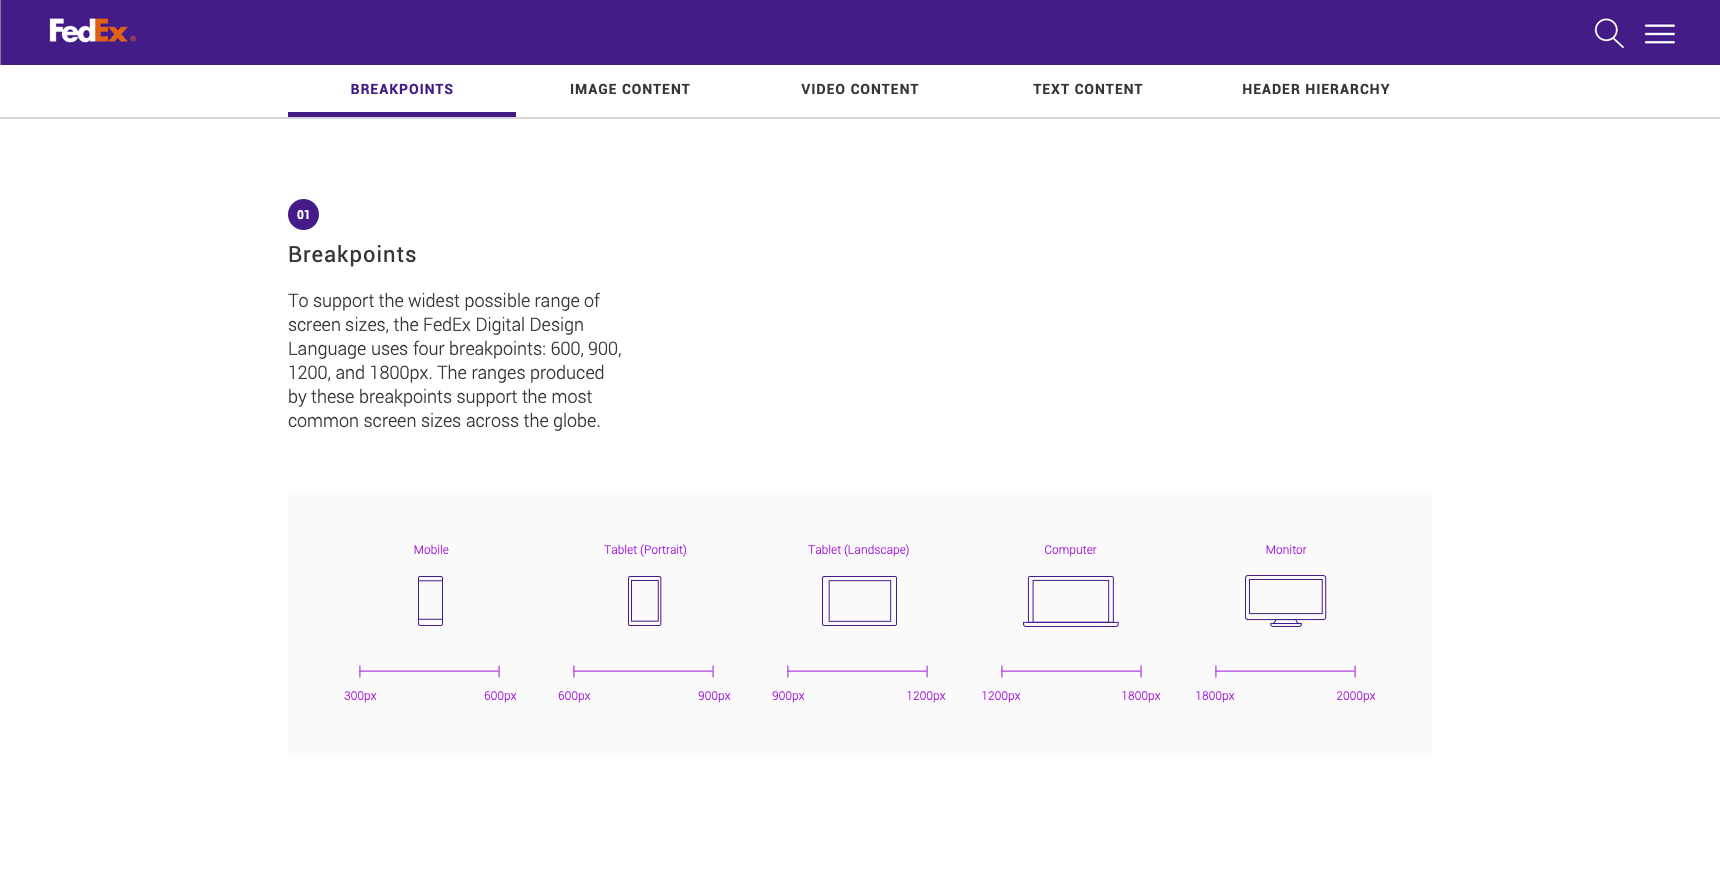 FedEx®
BREAKPOINTS
IMAGE CONTENT
VIDEO CONTENT
TEXT CONTENT
HEADER HIERARCHY
01
Breakpoints
To support the widest possible range of
screen sizes, the FedEx Digital Design
Language uses four breakpoints: 600, 900,
1200, and 1800px. The ranges produced
by these breakpoints support the most
common screen sizes across the globe.
Mobile
Tablet (Portrait)
Tablet (Landscape)
Computer
Monitor
300px
600px
600px
900px
900px
1200px
1200px
1800px
1800px
2000px